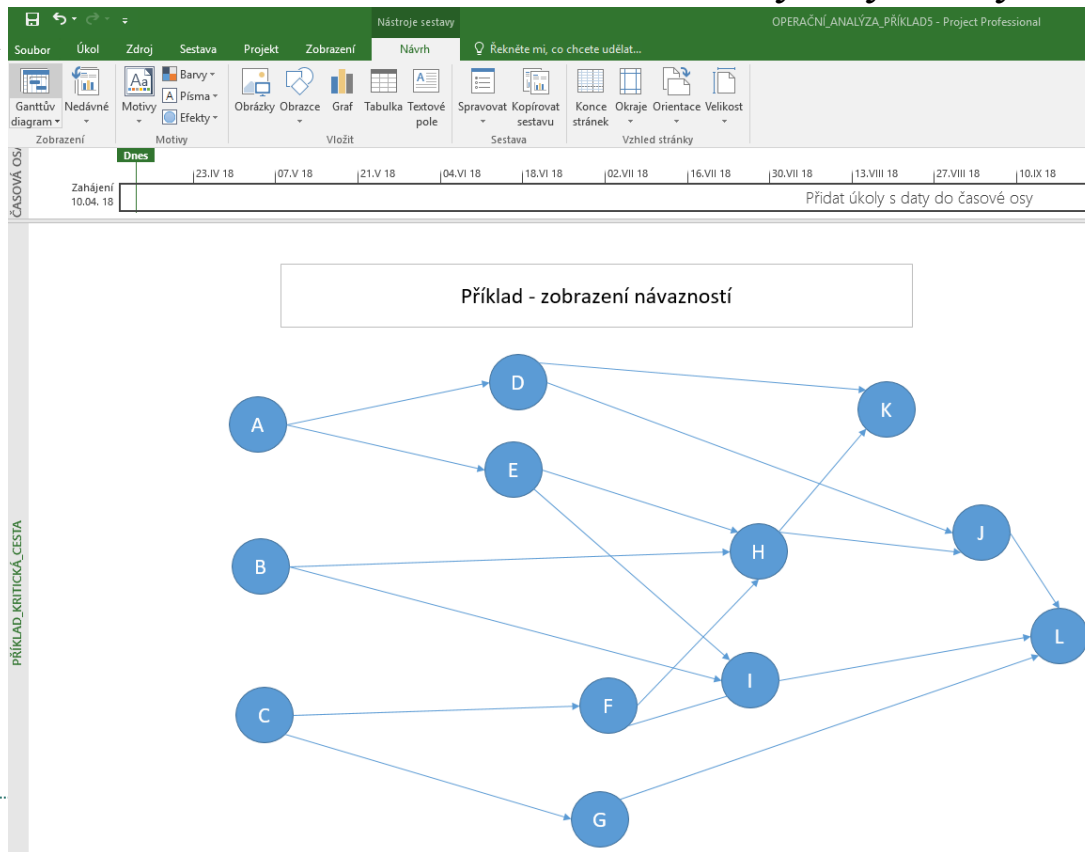 Nástroje sestavy
OPERAČNÍ_ANALÝZA_PŘÍKLAD5 - Project Professional
Soubor Úkol Zdroj Sestava Projekt Zobrazení Návrh Řekněte mi, co chcete udělat...
Ganttův diagram Nedávné
Motivy Barvy
Písma
Efekty
Obrázky Obrazce Graf Tabulka Textové pole
Spravovat Kopírovat sestavu
Konce stránek Okraje Orientace Velikost
Zobrazení Motivy Vložit Sestava Vzhled stránky
Dnes
23.IV 18 07.V 18 21.V 18 04.VI 18 18.VI 18 02.VII 18 16.VII 18 30.VII 18 13.VIII 18 27.VIII 18 10.IX 18
Zahájení
10.04. 18
Přidat úkoly s daty do časové osy
ČASOVÁ
PŘÍKLAD_KRITICKÁ_CESTA
Příklad - zobrazení návazností
D
K
A
E
J
H
B
L
I
F
C
G